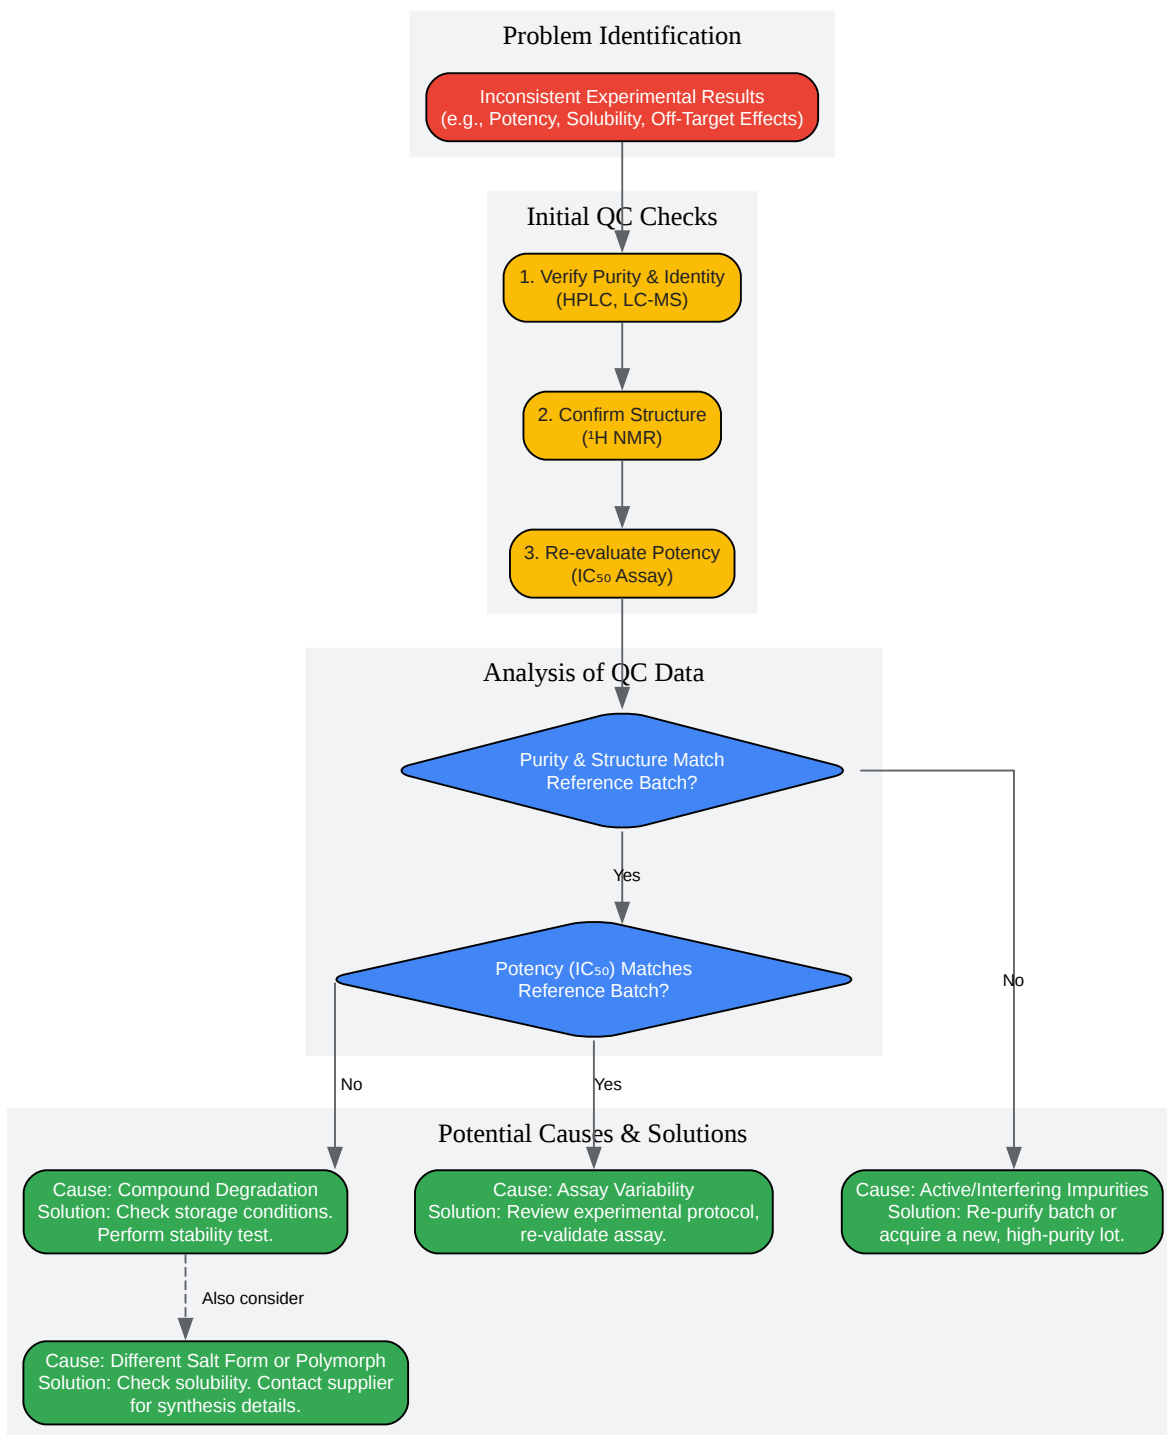 Problem Identification
Inconsistent Experimental Results
(e.g., Potency, Solubility, Off-Target Effects)
Initial QC Checks
1. Verify Purity & Identity
(HPLC, LC-MS)
2. Confirm Structure
(¹H NMR)
3. Re-evaluate Potency
(IC₅₀ Assay)
Analysis of QC Data
Purity & Structure Match
Reference Batch?
Yes
Potency (IC₅₀) Matches
Reference Batch?
No
No
Yes
Potential Causes & Solutions
Cause: Compound Degradation
Solution: Check storage conditions.
Perform stability test.
Cause: Assay Variability
Solution: Review experimental protocol,
re-validate assay.
Cause: Active/Interfering Impurities
Solution: Re-purify batch or
acquire a new, high-purity lot.
Also consider
Cause: Different Salt Form or Polymorph
Solution: Check solubility. Contact supplier
for synthesis details.